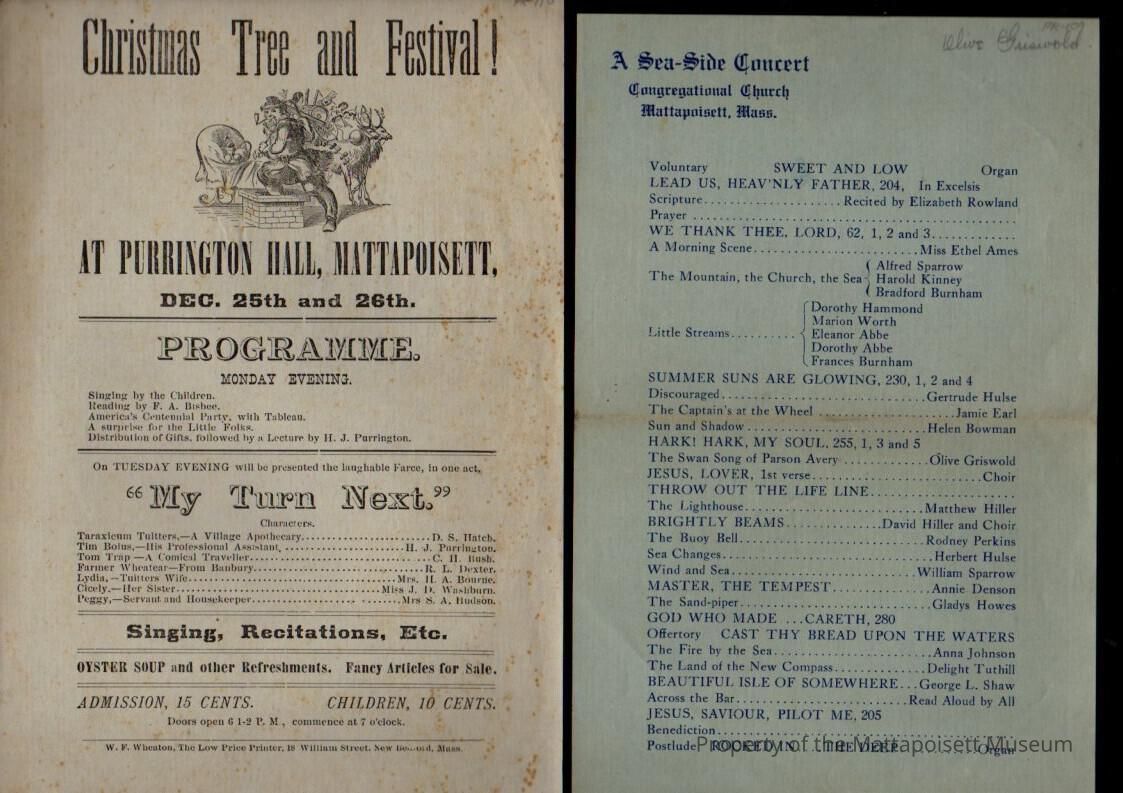 Christmas Tree and Festival!
AT PURRINGTON HALL, MATTAPOISETT,
DEC. 25th and 26th.
PROGRAMME.
MONDAY EVENING.
Singing by the Children.
Reading by F. A. Bisbee.
America's Centennial Party, with Tableau.
A surprise for the Little Folks.
Distribution of Gifts, followed by a Lecture by H. J. Purrington.
On TUESDAY EVENING will be presented the laughable Farce, in one act,
"My Turn Next."
Characters.
Taraxicum Tuitters,—A Village Apothecary....................D. S. Hatch.
Tim Bolus,—His Professional Assistant, ....................H. J. Purrington.
Tom Trap —A Comical Traveller....................C. H. Bush.
Farmer Wheatear—From Banbury....................R. L. Dexter.
Lydia,—Tuitters Wife....................Mrs. H. A. Bourne.
Cicely,—Her Sister....................Miss J. D. Washburn.
Peggy,—Servant and Housekeeper....................Mrs S. A. Hudson.
Singing, Recitations, Etc.
OYSTER SOUP and other Refreshments. Fancy Articles for Sale.
ADMISSION, 15 CENTS. CHILDREN, 10 CENTS.
Doors open 6 1-2 P. M , commence at 7 o'clock.
W. F. Wheaton, The Low Price Printer, 18 William Street, New Mass.
Olive Griswold
A Sea-Side Concert
Congregational Church
Mattapoisett, Mass.
Voluntary SWEET AND LOW Organ
LEAD US, HEAV'NLY FATHER, 204, In Excelsis
Scripture....................Recited by Elizabeth Rowland
Prayer ....................
WE THANK THEE, LORD, 62, 1, 2 and 3.............
A Morning Scene....................Miss Ethel Ames
The Mountain, the Church, the Sea { Alfred Sparrow
Harold Kinney
Bradford Burnham
Little Streams.......... { Dorothy Hammond
Marion Worth
Eleanor Abbe
Dorothy Abbe
Frances Burnham
SUMMER SUNS ARE GLOWING, 230, 1, 2 and 4
Discouraged....................Gertrude Hulse
The Captain's at the Wheel ....................Jamie Earl
Sun and Shadow....................Helen Bowman
HARK! HARK, MY SOUL, 255, 1, 3 and 5
The Swan Song of Parson Avery ............Olive Griswold
JESUS, LOVER, 1st verse....................Choir
THROW OUT THE LIFE LINE....................
The Lighthouse....................Matthew Hiller
BRIGHTLY BEAMS.............David Hiller and Choir
The Buoy Bell....................Rodney Perkins
Sea Changes....................Herbert Hulse
Wind and Sea....................William Sparrow
MASTER, THE TEMPEST.............Annie Denson
The Sand-piper....................Gladys Howes
GOD WHO MADE ...CARETH, 280
Offertory CAST THY BREAD UPON THE WATERS
The Fire by the Sea....................Anna Johnson
The Land of the New Compass.............Delight Tuthill
BEAUTIFUL ISLE OF SOMEWHERE...George L. Shaw
Across the Bar....................Read Aloud by All
JESUS, SAVIOUR, PILOT ME, 205
Benediction....................
Postlude ROCKED IN THE DEEP ..........Organ
Property of the Mattapoisett Museum